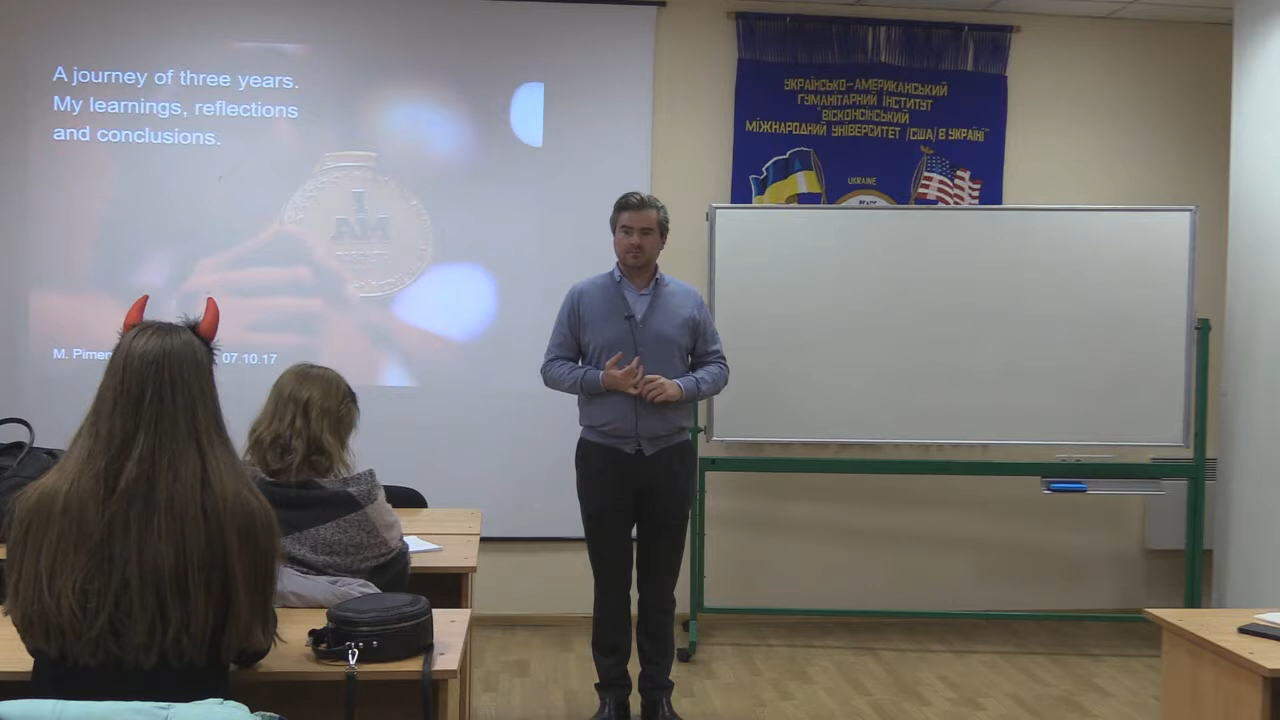 A journey of three years.
My learnings, reflections
and conclusions.
I
AM
M. Pimen
07.10.17
УКРАЇНСЬКО-АМЕРИКАНСЬКИЙ
ГУМАНІТАРНИЙ ІНСТИТУТ
"ВІСКОНСІНСЬКИЙ
МІЖНАРОДНИЙ УНІВЕРСИТЕТ /США/ В УКРАЇНІ"
UKRAINE
PEACE